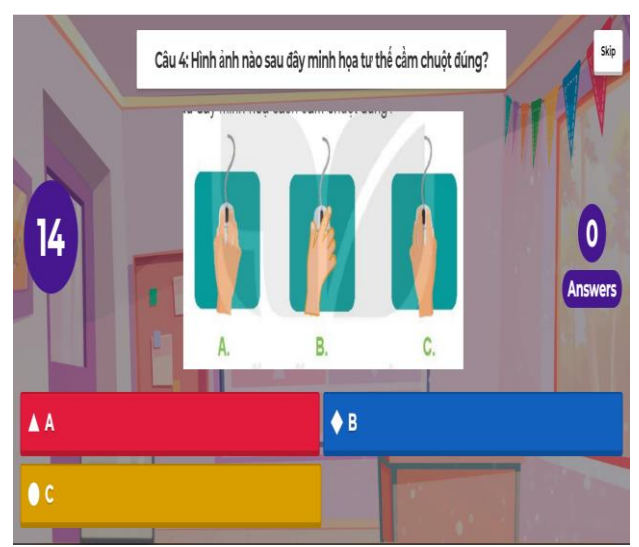 Câu 4: Hình ảnh nào sau đây minh họa tư thế cầm chuột đúng?
Skip
14
0
Answers
A.
B.
C.
A
B
C